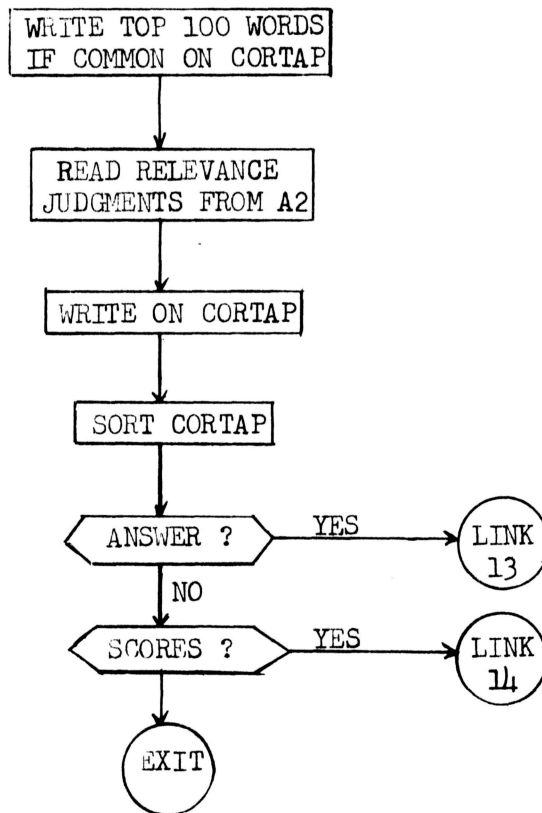 WRITE TOP 100 WORDS
IF COMMON ON CORTAP
READ RELEVANCE
JUDGMENTS FROM A2
WRITE ON CORTAP
SORT CORTAP
ANSWER ?
YES
LINK
13
NO
SCORES ?
YES
LINK
14
EXIT